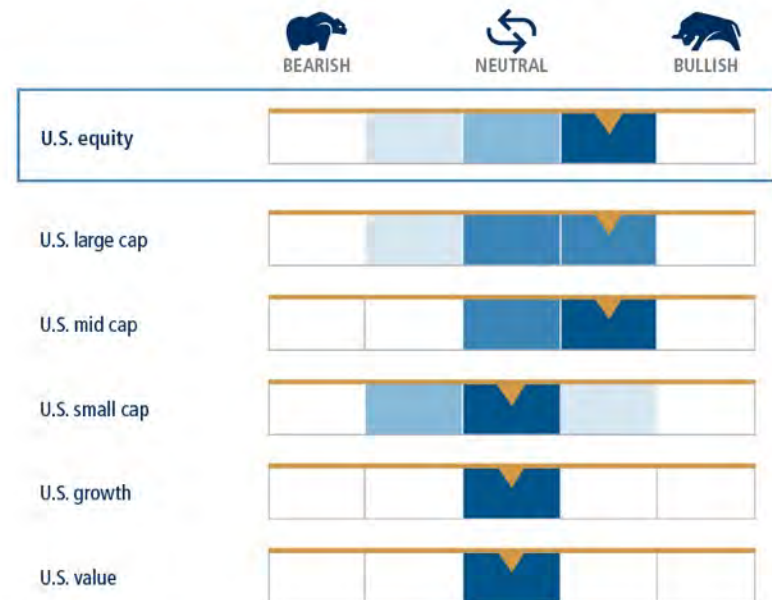 BEARISH
NEUTRAL
BULLISH
U.S. equity
U.S. large cap
U.S. mid cap
U.S. small cap
U.S. growth
U.S. value